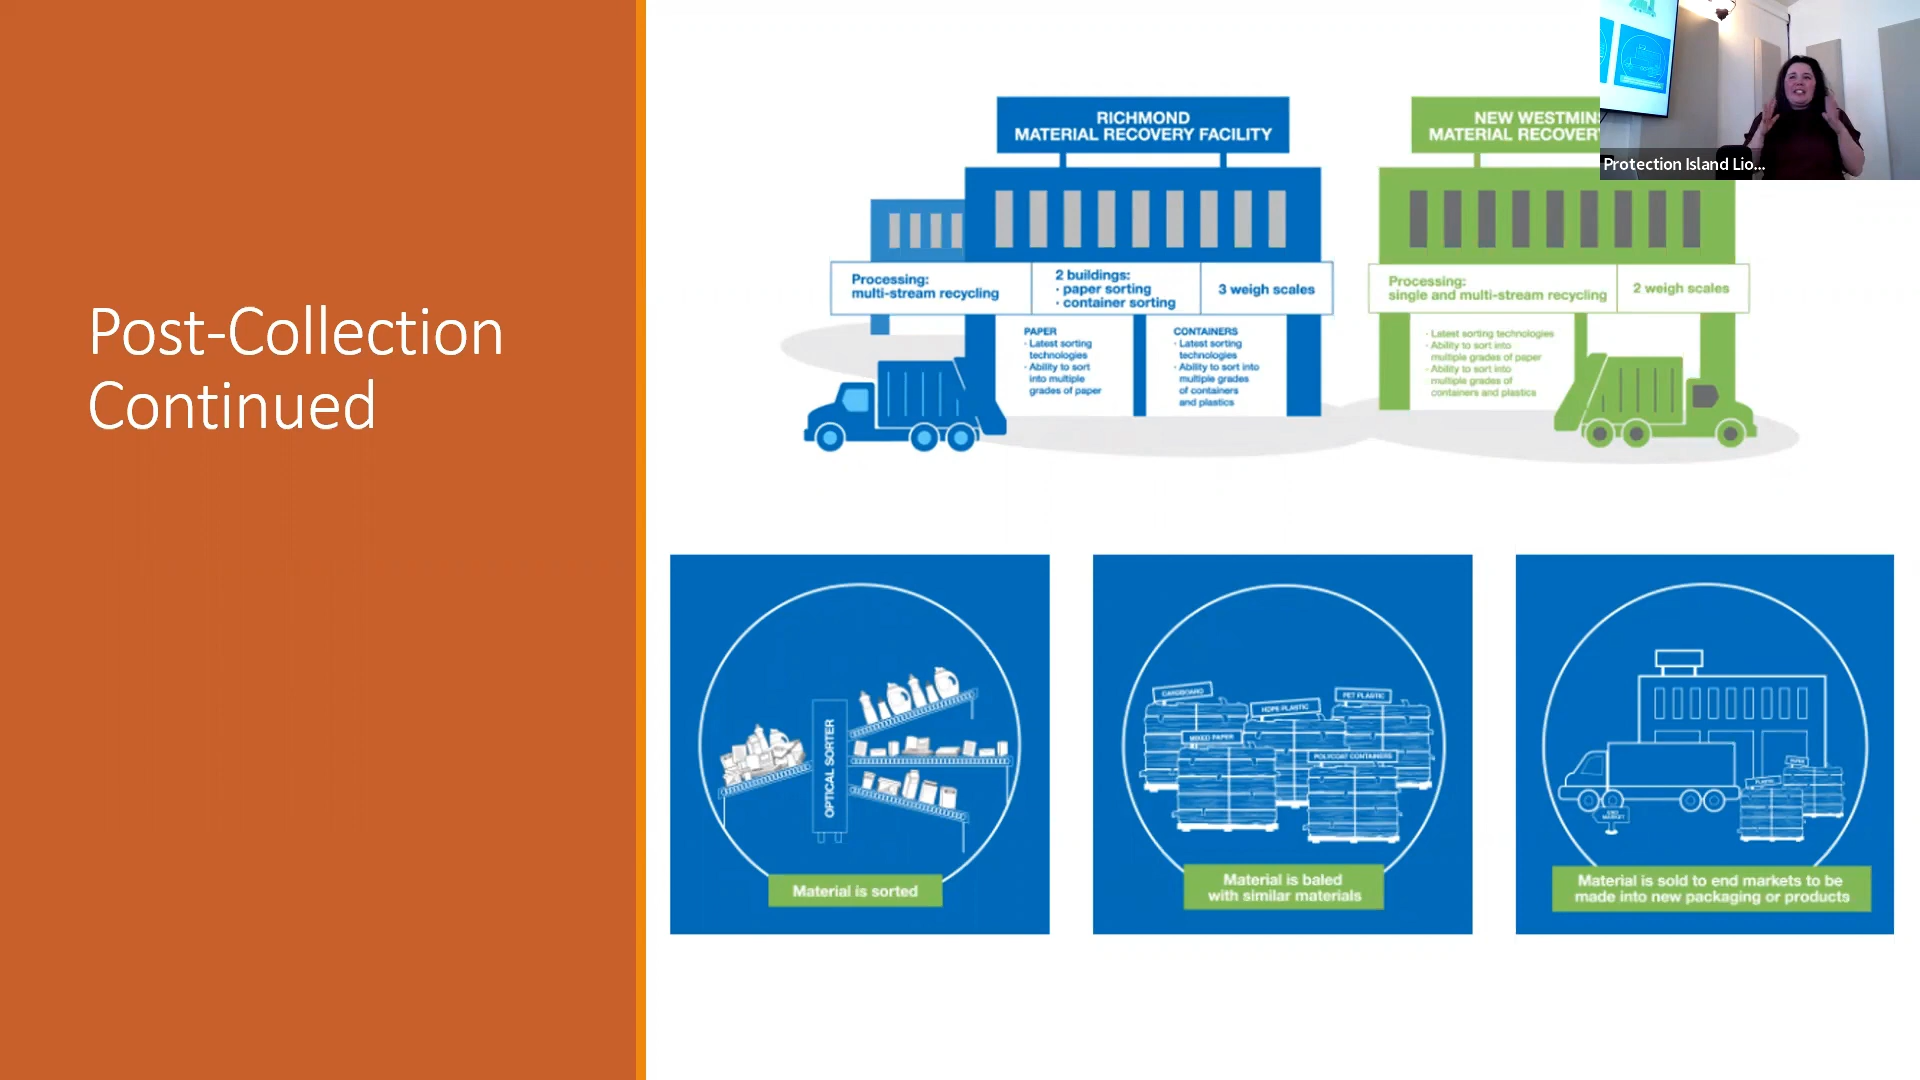 Post-Collection
Continued
RICHMOND
MATERIAL RECOVERY FACILITY
NEW WESTMINS
MATERIAL RECOVERY
Protection Island Lio...
Processing:
multi-stream recycling
2 buildings:
· paper sorting
· container sorting
3 weigh scales
Processing:
single and multi-stream recycling
2 weigh scales
PAPER
· Latest sorting
technologies
· Ability to sort
into multiple
grades of paper
CONTAINERS
· Latest sorting
technologies
· Ability to sort into
multiple grades
of containers
and plastics
· Latest sorting technologies
· Ability to sort into
multiple grades of paper
· Ability to sort into
multiple grades of
containers and plastics
OPTICAL SORTER
Material is sorted
CARDBOARD
HDPE PLASTIC
PET PLASTIC
MIXED PAPER
POLYCOAT CONTAINERS
Material is baled
with similar materials
PAPER
PLASTIC
END
MARKET
Material is sold to end markets to be
made into new packaging or products